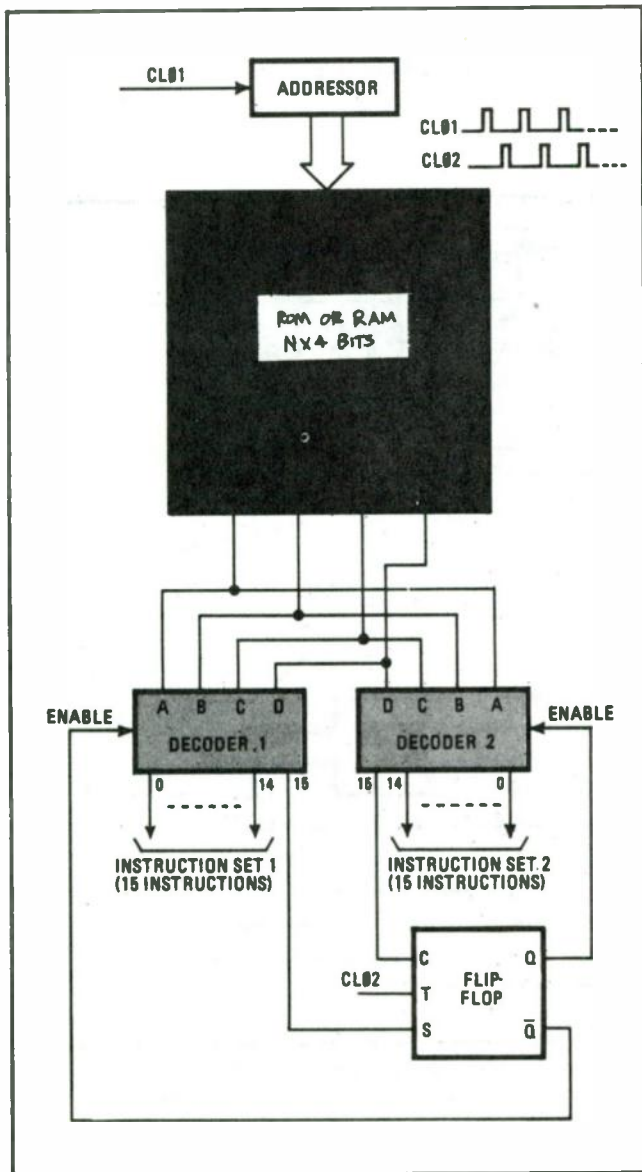 CLØ1
ADDRESSOR
CLØ1
CLØ2
ROM OR RAM
N×4 BITS
A B C D
D C B A
ENABLE
DECODER 1
DECODER 2
ENABLE
0
14
15
15
14
0
INSTRUCTION SET 1
(15 INSTRUCTIONS)
INSTRUCTION SET 2
(15 INSTRUCTIONS)
C
Q
CLØ2
T
FLIP-
FLOP
S
Q̅